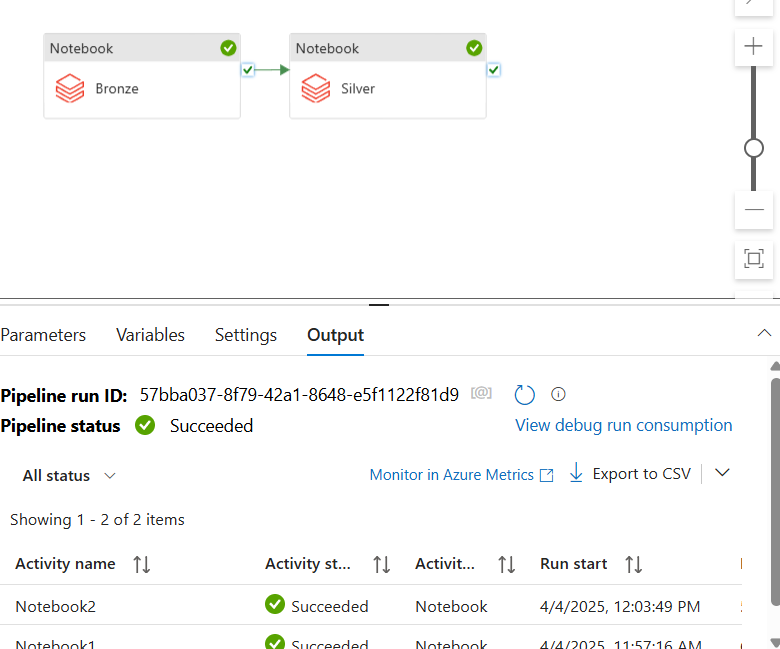 Notebook
Notebook
Bronze
Silver
Parameters Variables Settings Output
Pipeline run ID: 57bba037-8f79-42a1-8648-e5f1122f81d9 [@]
Pipeline status Succeeded View debug run consumption
All status Monitor in Azure Metrics Export to CSV
Showing 1 - 2 of 2 items
Activity name Activity st... Activit... Run start
Notebook2 Succeeded Notebook 4/4/2025, 12:03:49 PM
Notebook1 Succeeded Notebook 4/4/2025, 11:57:16 AM